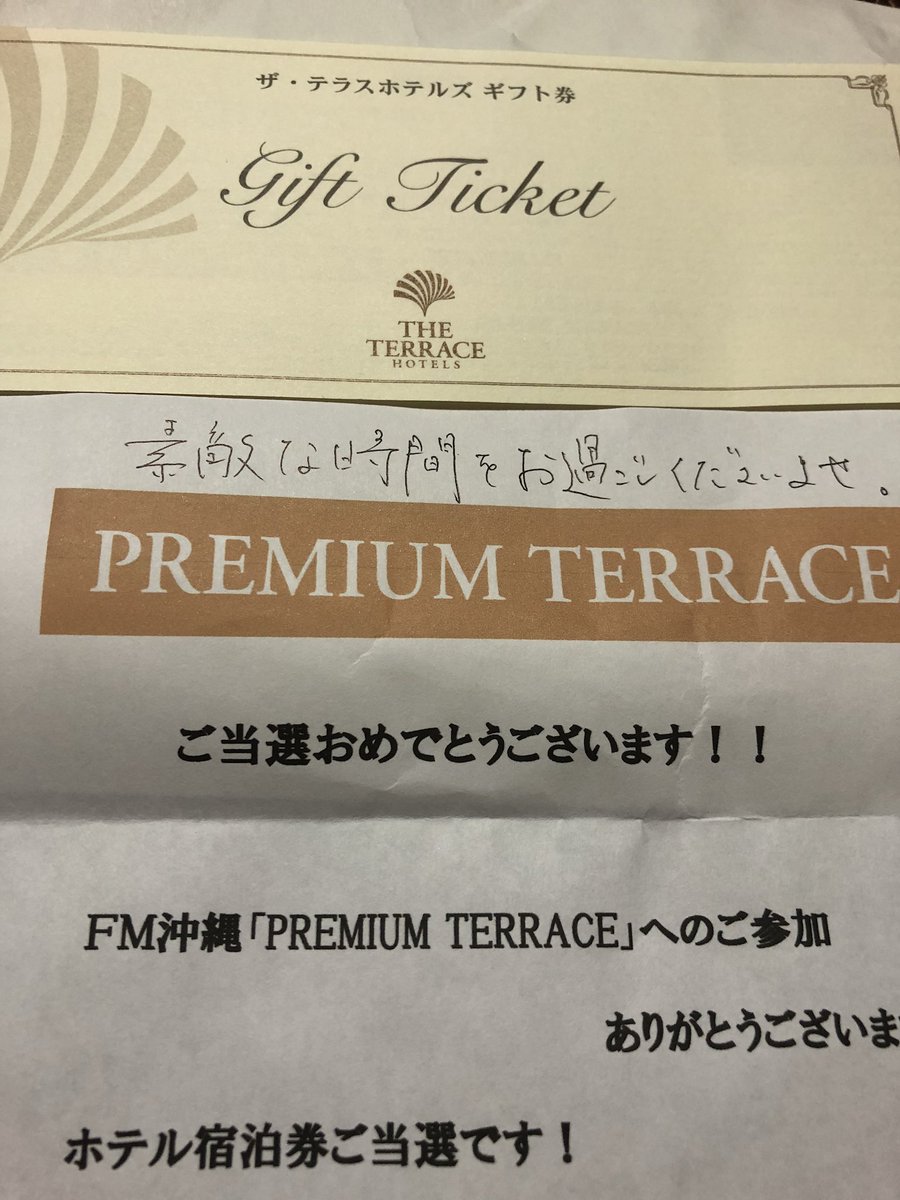 ザ・テラスホテルズ ギフト券
Gift Ticket
THE
TERRACE
HOTELS
素敵な時間をお過ごしくださいませ。
PREMIUM TERRACE
ご当選おめでとうございます！！
FM沖縄「PREMIUM TERRACE」へのご参加
ありがとうございま
ホテル宿泊券ご当選です！